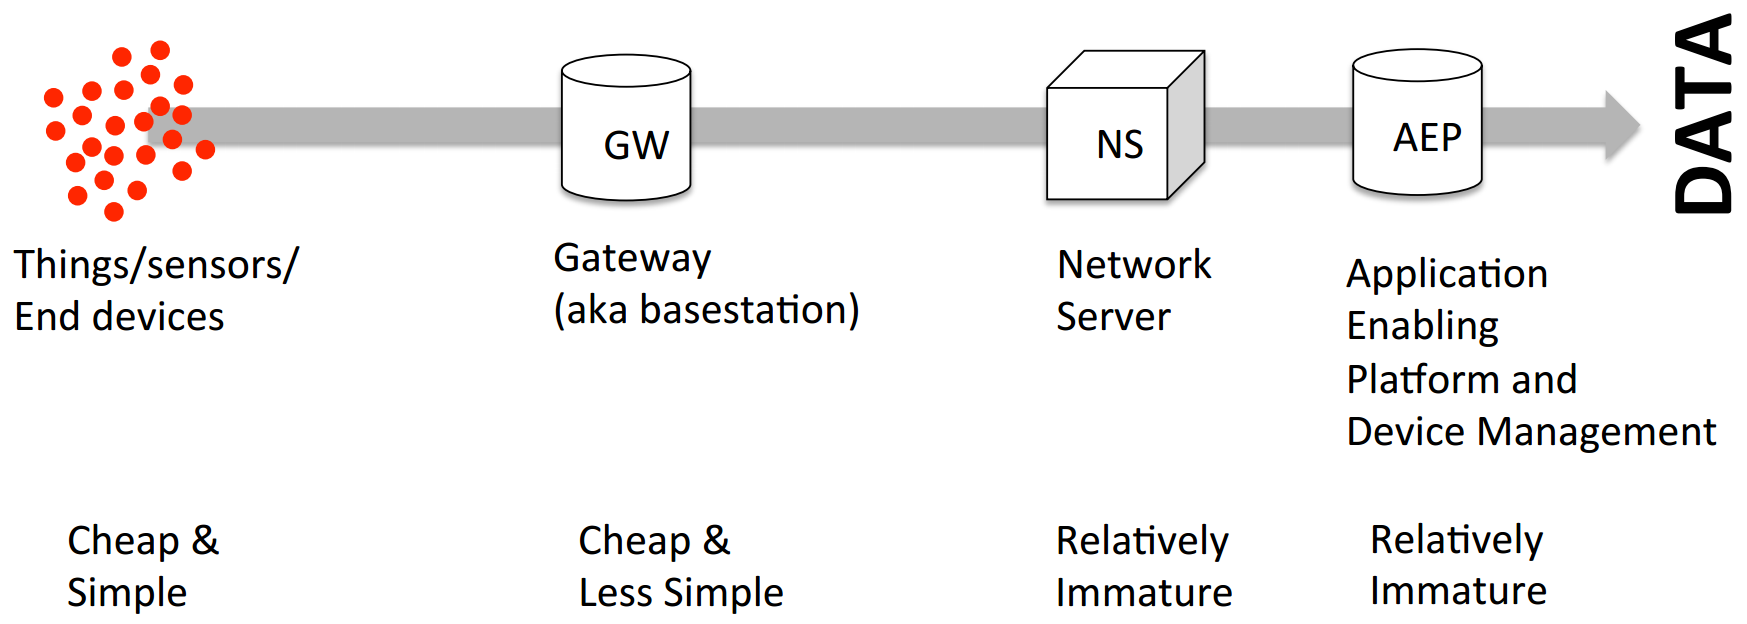 GW
NS
AEP
DATA
Things/sensors/
End devices
Gateway
(aka basestation)
Network
Server
Application
Enabling
Platform and
Device Management
Cheap &
Simple
Cheap &
Less Simple
Relatively
Immature
Relatively
Immature